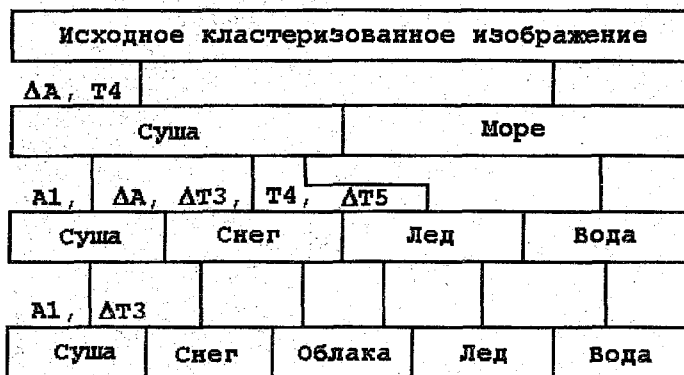 Исходное кластеризованное изображение
ΔA, T4
Суша Море
A1, ΔA, ΔT3, T4, ΔT5
Суша Снег Лед Вода
A1, ΔT3
Суша Снег Облака Лед Вода